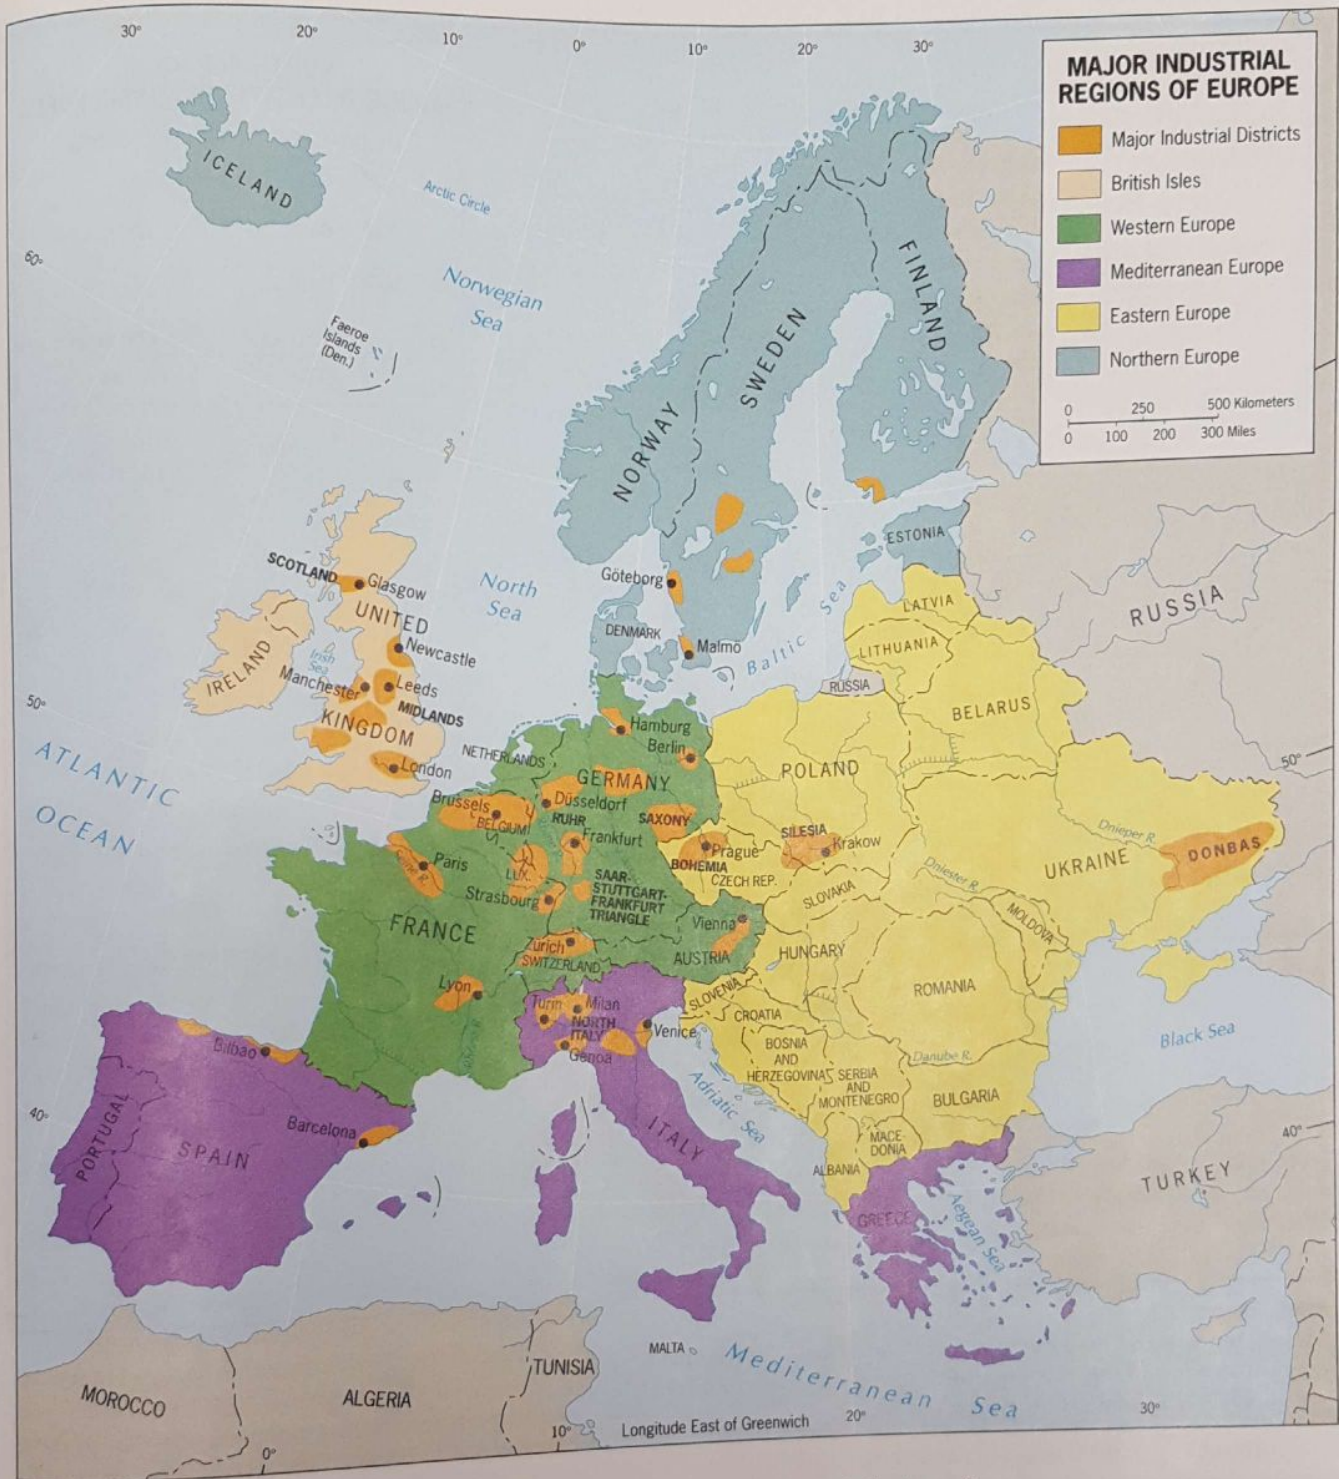 30°
20°
10°
0°
10°
20°
30°
MAJOR INDUSTRIAL
REGIONS OF EUROPE
Major Industrial Districts
British Isles
Western Europe
Mediterranean Europe
Eastern Europe
Northern Europe
0 250 500 Kilometers
0 100 200 300 Miles
ICELAND
Arctic Circle
60°
Norwegian
Sea
Faeroe
Islands
(Den.)
FINLAND
SWEDEN
NORWAY
ESTONIA
SCOTLAND
Glasgow
North
Sea
Göteborg
UNITED
KINGDOM
DENMARK
Malmo
Baltic
Sea
LATVIA
LITHUANIA
RUSSIA
RUSSIA
BELARUS
IRELAND
Irish
Sea
Newcastle
Manchester
Leeds
MIDLANDS
London
50°
ATLANTIC
OCEAN
NETHERLANDS
Hamburg
Berlin
GERMANY
POLAND
50°
Brussels
BELGIUM
Düsseldorf
RUHR
SAXONY
Frankfurt
Prague
BOHEMIA
CZECH REP.
SILESIA
Krakow
Dnieper R.
DONBAS
UKRAINE
Dniester R.
Seine R.
Paris
LUX.
SAAR-
STUTTGART-
FRANKFURT
TRIANGLE
Strasbourg
SLOVAKIA
MOLDOVA
FRANCE
Vienna
Zurich
SWITZERLAND
AUSTRIA
HUNGARY
ROMANIA
Lyon
Rhone R.
Turin
Milan
NORTH
ITALY
Genoa
Venice
SLOVENIA
CROATIA
BOSNIA
AND
HERZEGOVINA
SERBIA
AND
MONTENEGRO
Danube R.
BULGARIA
Black Sea
Bilbao
40°
PORTUGAL
SPAIN
Barcelona
Adriatic Sea
ITALY
MACE-
DONIA
ALBANIA
GREECE
Aegean Sea
TURKEY
40°
MALTA
Mediterranean Sea
MOROCCO
ALGERIA
TUNISIA
0°
10°
Longitude East of Greenwich
20°
30°